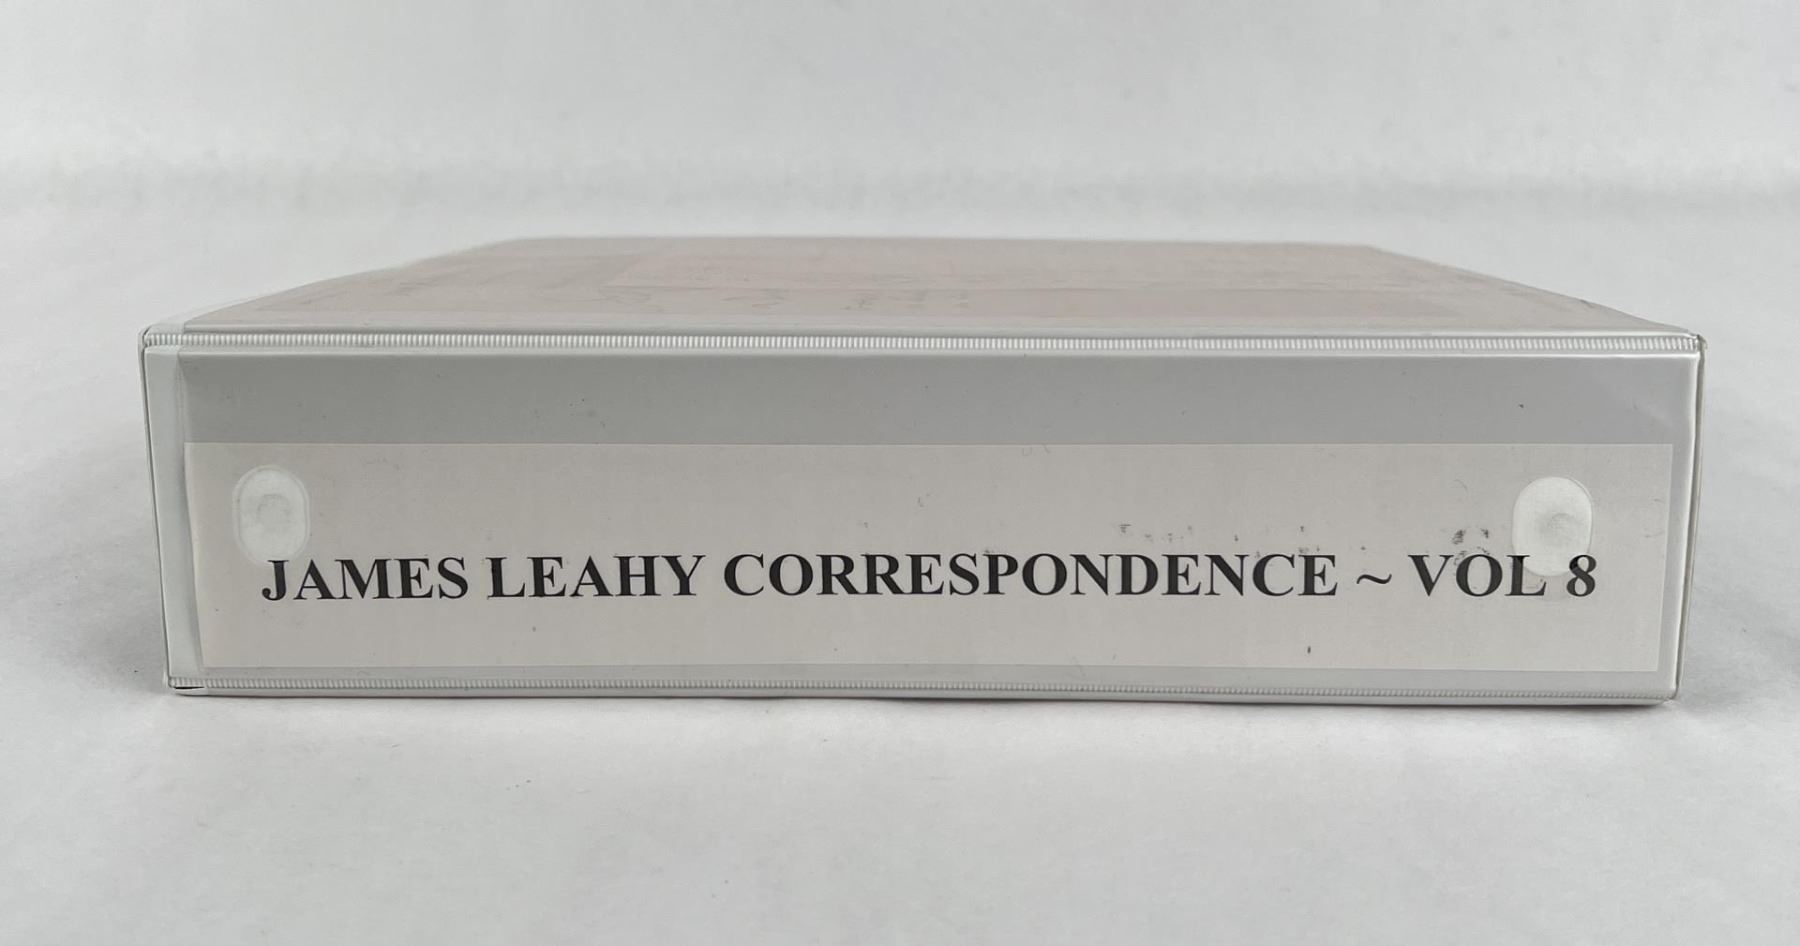 JAMES LEAHY CORRESPONDENCE ~ VOL 8